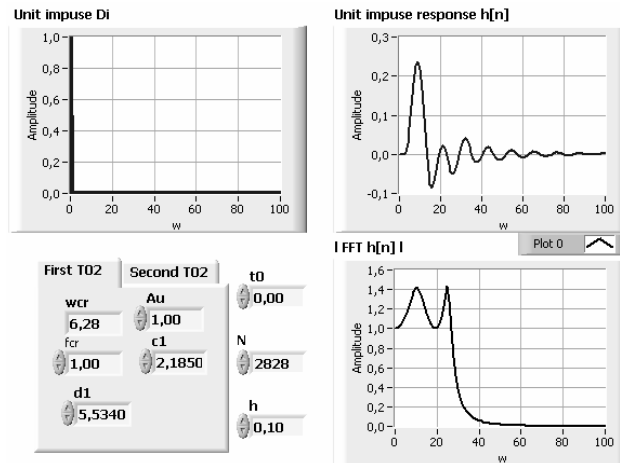 Unit impuse Di
1,0
0,8
0,6
0,4
0,2
0,0
Amplitude
0 20 40 60 80 100
w
Unit impuse response h[n]
0,3
0,2
0,1
0,0
-0,1
Amplitude
0 20 40 60 80 100
w
Plot 0
First TO2
Second TO2
wcr
6,28
Au
1,00
fcr
1,00
c1
2,1850
d1
5,5340
t0
0,00
N
2828
h
0,10
| FFT h[n] |
1,6
1,4
1,2
1,0
0,8
0,6
0,4
0,2
0,0
Amplitude
0 20 40 60 80 100
w